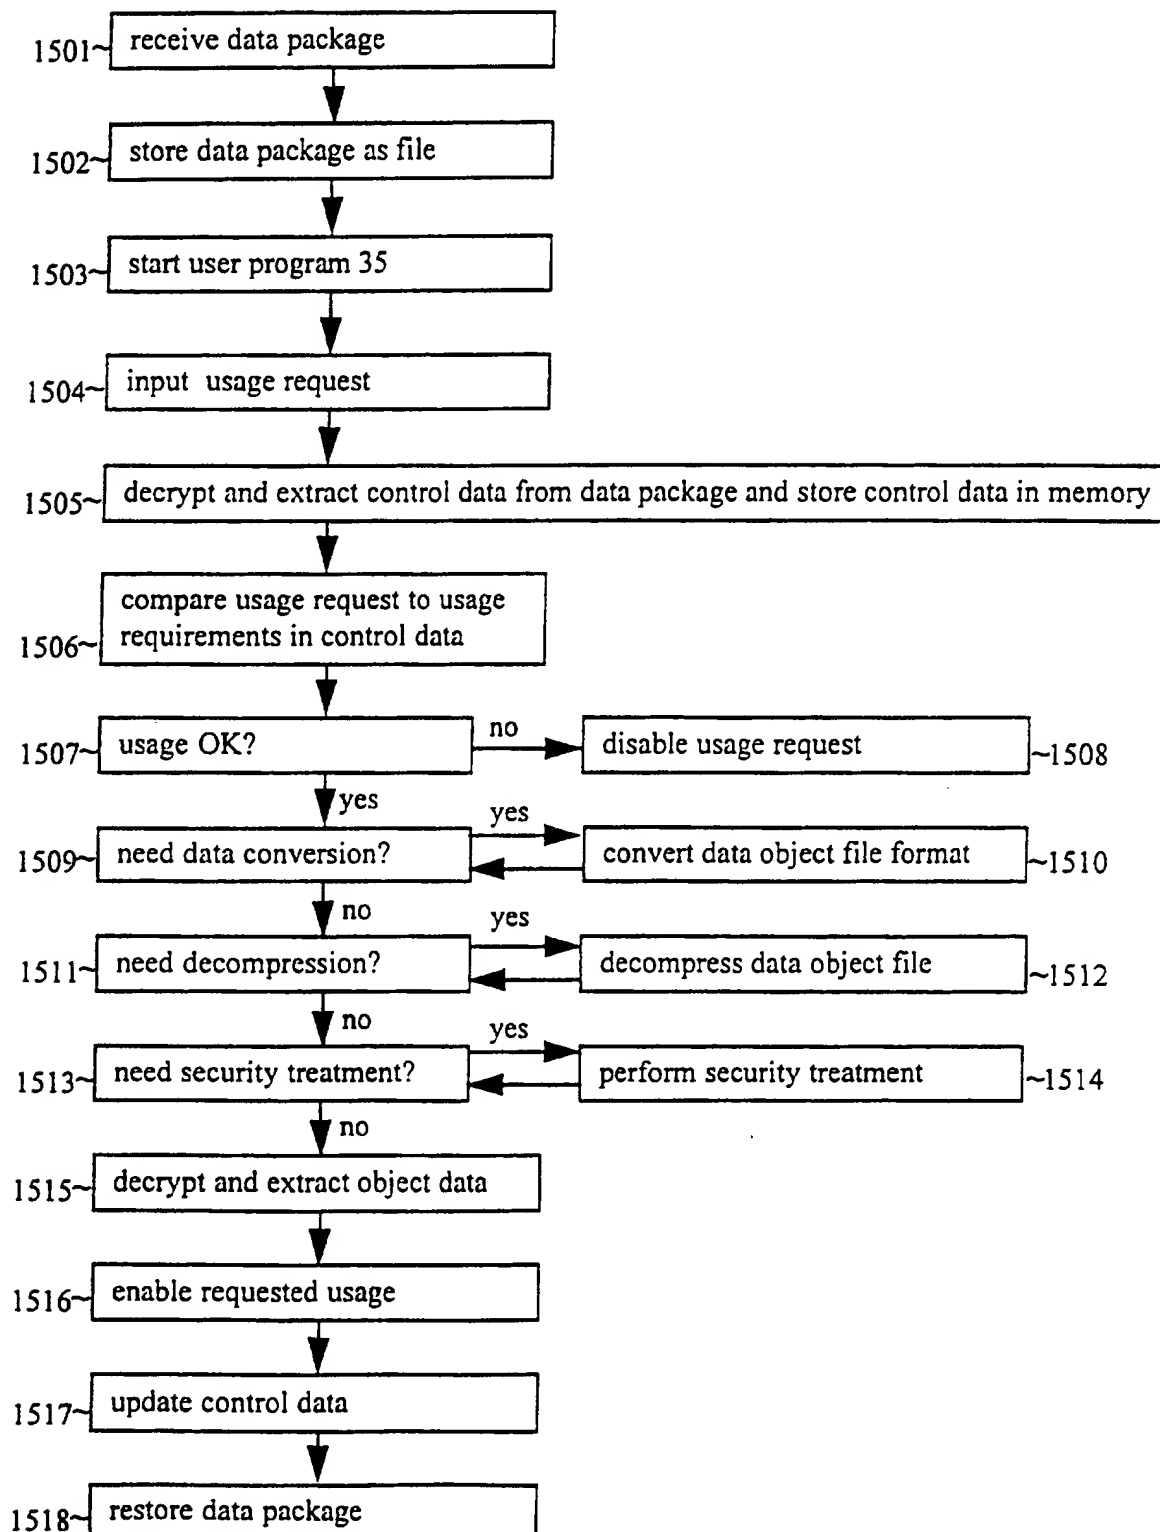 1501~ receive data package
1502~ store data package as file
1503~ start user program 35
1504~ input usage request
1505~ decrypt and extract control data from data package and store control data in memory
compare usage request to usage
1506~ requirements in control data
1507~ usage OK? no disable usage request ~1508
yes
yes
1509~ need data conversion? convert data object file format ~1510
no
yes
1511~ need decompression? decompress data object file ~1512
no
yes
1513~ need security treatment? perform security treatment ~1514
no
1515~ decrypt and extract object data
1516~ enable requested usage
1517~ update control data
1518~ restore data package